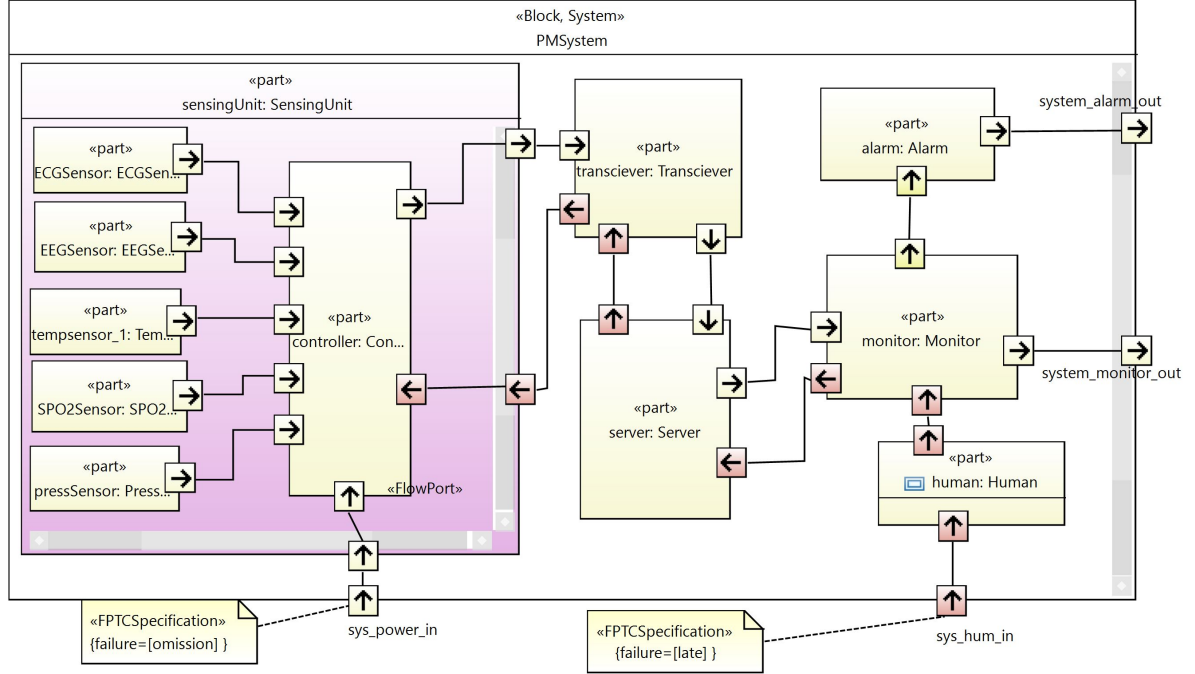 «Block, System»
PMSystem
«part»
sensingUnit: SensingUnit
«part»
ECGSensor: ECGSen...
«part»
EEGSensor: EEGSe...
«part»
tempsensor_1: Tem...
«part»
SPO2Sensor: SPO2...
«part»
pressSensor: Press...
«part»
controller: Con...
«FlowPort»
«part»
transciever: Transciever
«part»
server: Server
«part»
alarm: Alarm
system_alarm_out
«part»
monitor: Monitor
system_monitor_out
«part»
human: Human
«FPTCSpecification»
{failure=[omission] }
sys_power_in
«FPTCSpecification»
{failure=[late] }
sys_hum_in